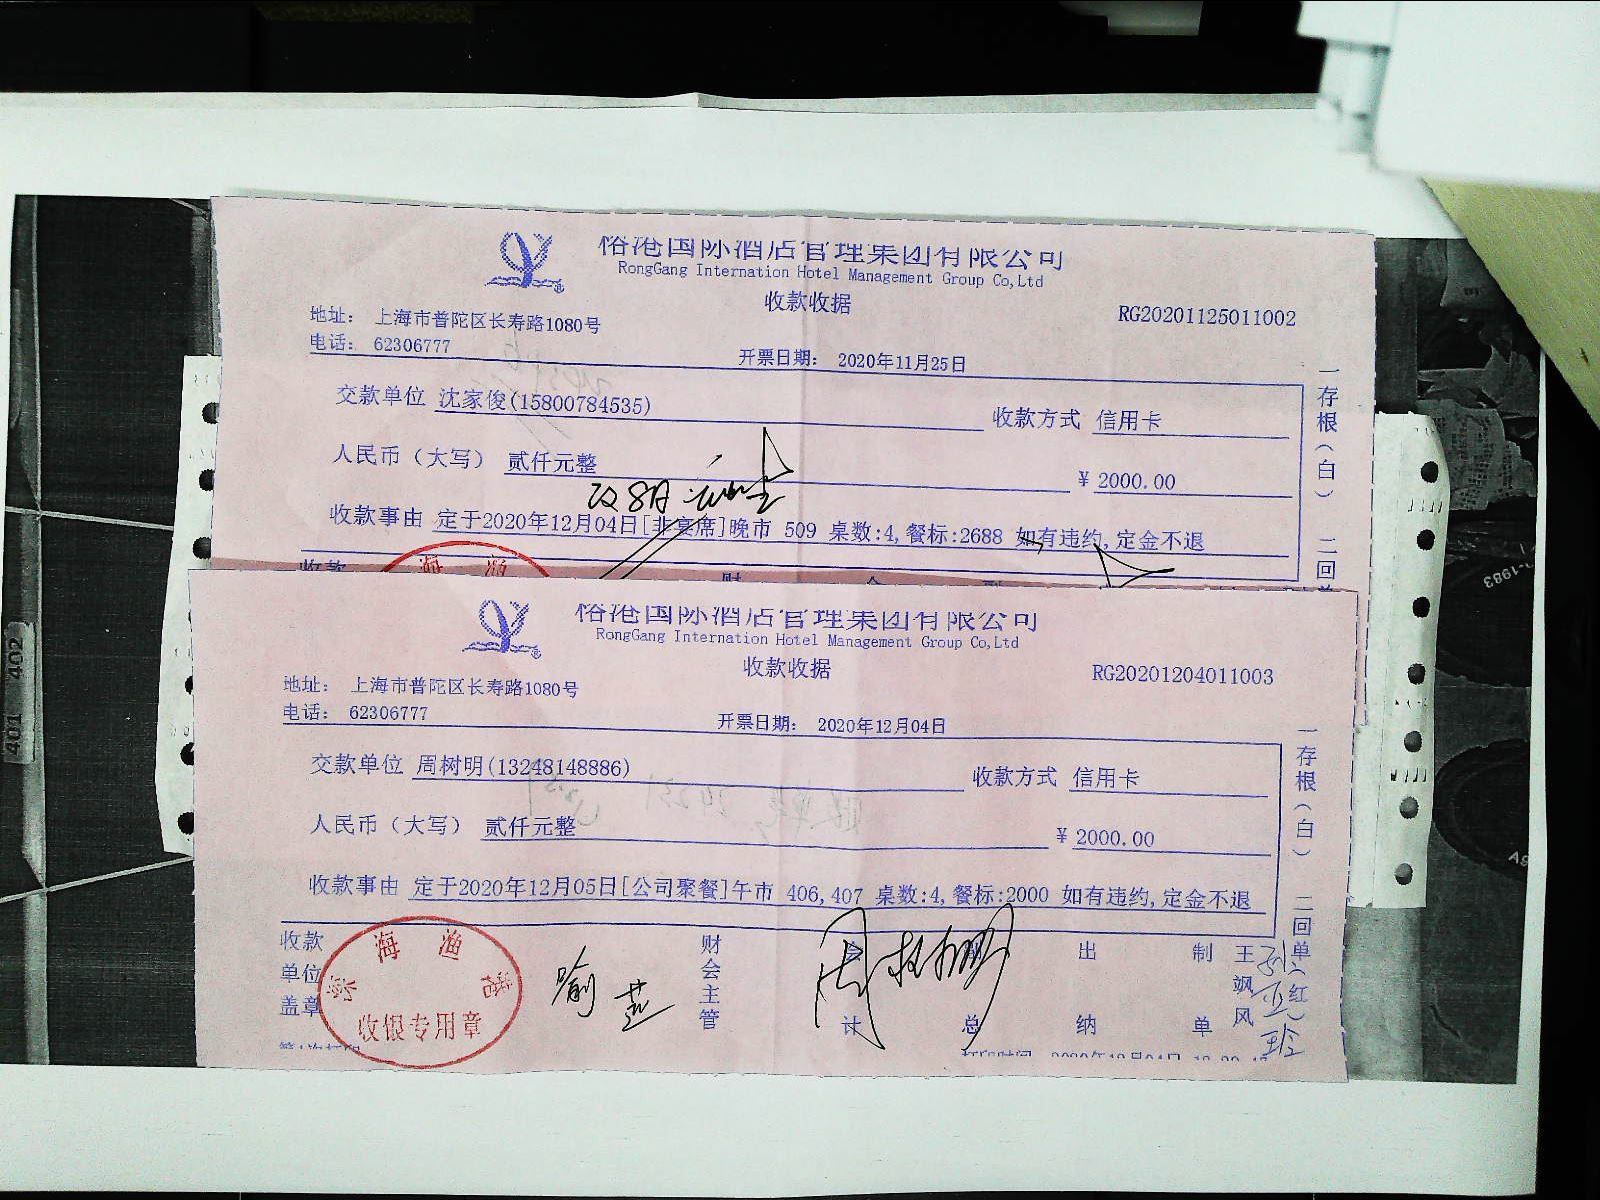 裕港国际酒店管理集团有限公司
RongGang Internation Hotel Management Group Co,Ltd
收款收据
地址： 上海市普陀区长寿路1080号
RG20201125011002
电话： 62306777
开票日期： 2020年11月25日
交款单位 沈家俊(15800784535)
收款方式 信用卡
人民币（大写） 贰仟元整
￥ 2000.00
收款事由 定于2020年12月04日[非宴席]晚市 509 桌数:4,餐标:2688 如有违约,定金不退
一存根（白） 二回单
收款
海 渔
裕港国际酒店管理集团有限公司
RongGang Internation Hotel Management Group Co,Ltd
收款收据
地址： 上海市普陀区长寿路1080号
RG20201204011003
电话： 62306777
开票日期： 2020年12月04日
交款单位 周树明(13248148886)
收款方式 信用卡
人民币（大写） 贰仟元整
￥ 2000.00
收款事由 定于2020年12月05日[公司聚餐]午市 406,407 桌数:4,餐标:2000 如有违约,定金不退
一存根（白） 二回单（红）
收款单位盖章
海 渔
收银专用章
喻
财会主管
会计
总
出纳
制单
王飒风
401 402